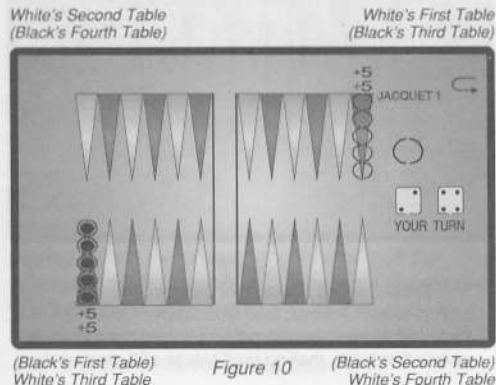 White's Second Table
(Black's Fourth Table)
White's First Table
(Black's Third Table)
+5
+5
JACQUET 1
YOUR TURN
+5
+5
(Black's First Table)
White's Third Table
Figure 10
(Black's Second Table)
White's Fourth Table